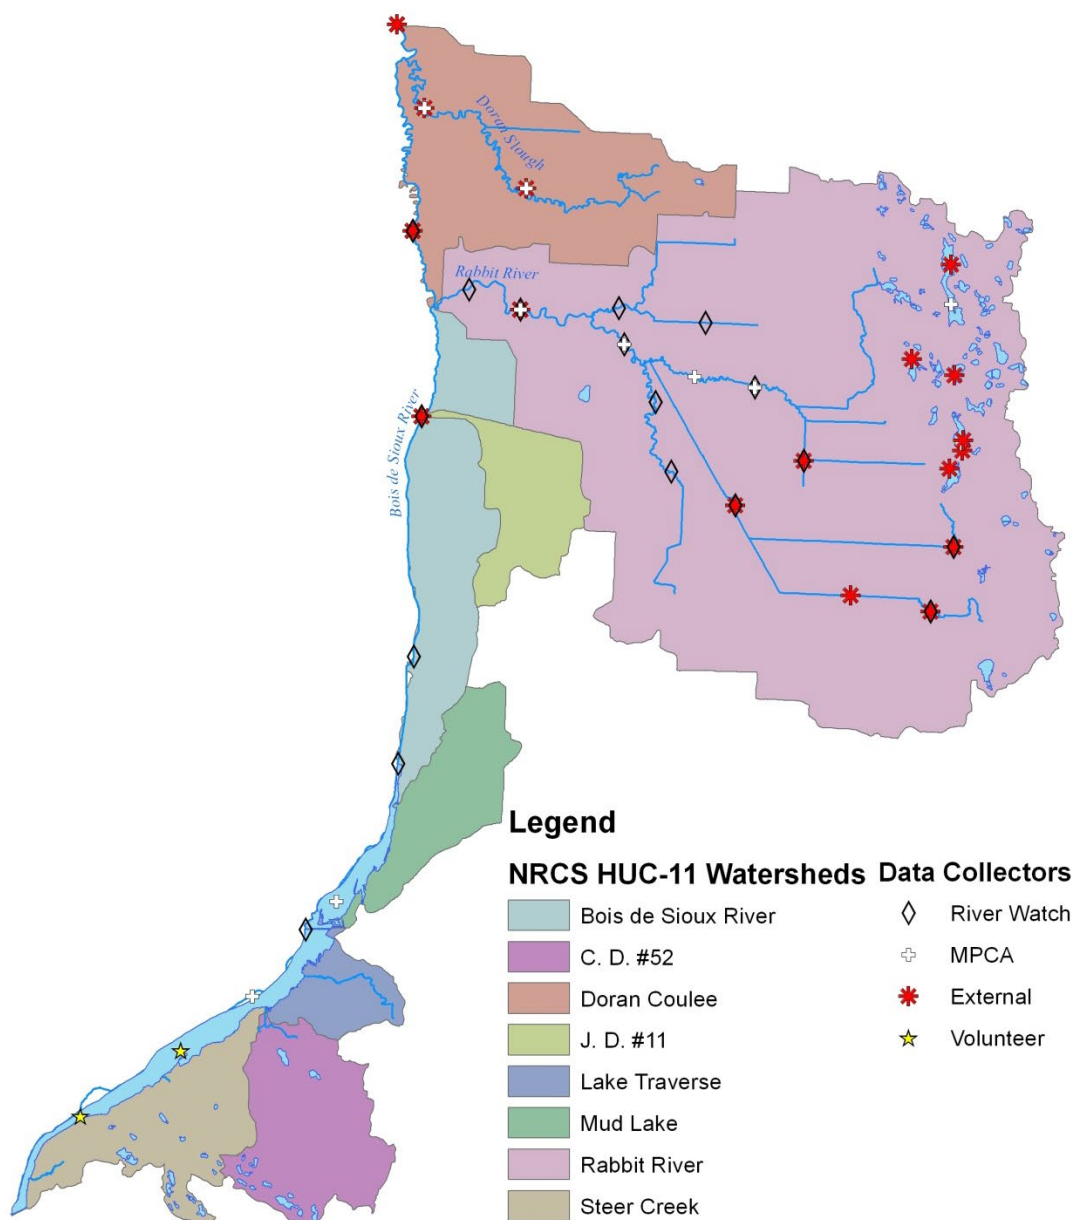 Doran Slough
Rabbit River
Bois de Sioux River
Legend
NRCS HUC-11 Watersheds
Bois de Sioux River
C. D. #52
Doran Coulee
J. D. #11
Lake Traverse
Mud Lake
Rabbit River
Steer Creek
Data Collectors
River Watch
MPCA
External
Volunteer